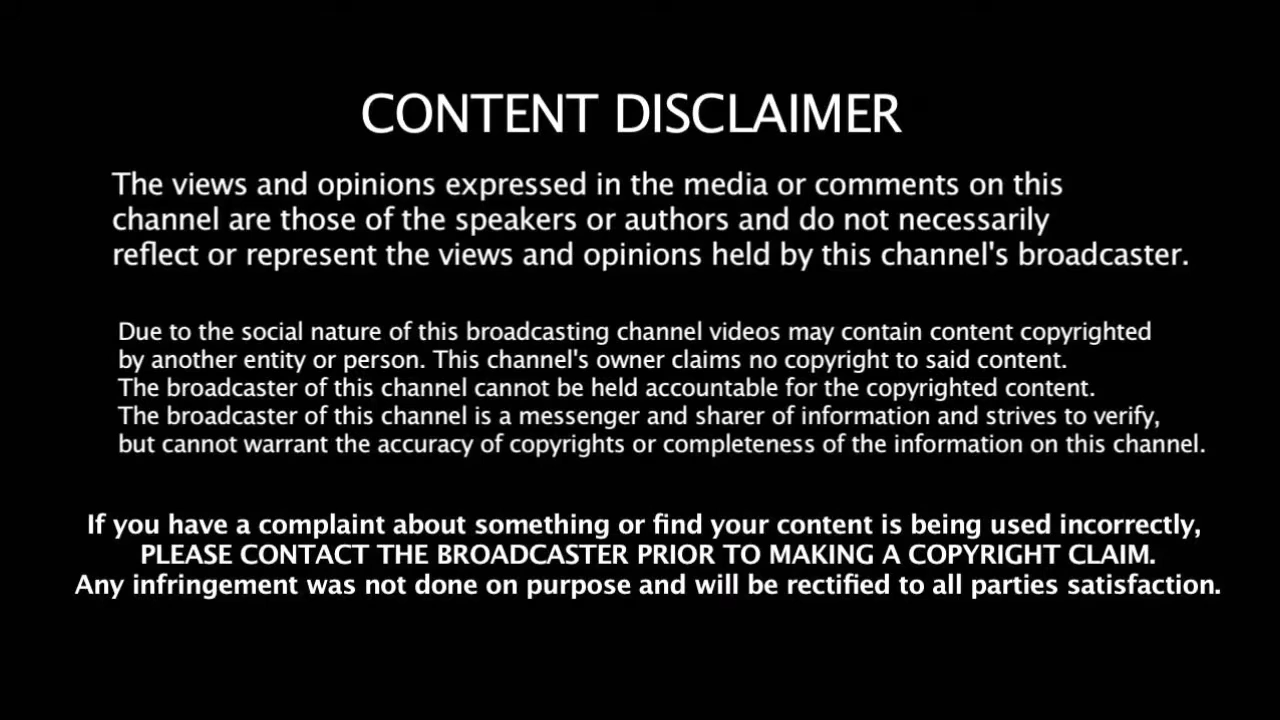 CONTENT DISCLAIMER
The views and opinions expressed in the media or comments on this
channel are those of the speakers or authors and do not necessarily
reflect or represent the views and opinions held by this channel's broadcaster.
Due to the social nature of this broadcasting channel videos may contain content copyrighted
by another entity or person. This channel's owner claims no copyright to said content.
The broadcaster of this channel cannot be held accountable for the copyrighted content.
The broadcaster of this channel is a messenger and sharer of information and strives to verify,
but cannot warrant the accuracy of copyrights or completeness of the information on this channel.
If you have a complaint about something or find your content is being used incorrectly,
PLEASE CONTACT THE BROADCASTER PRIOR TO MAKING A COPYRIGHT CLAIM.
Any infringement was not done on purpose and will be rectified to all parties satisfaction.